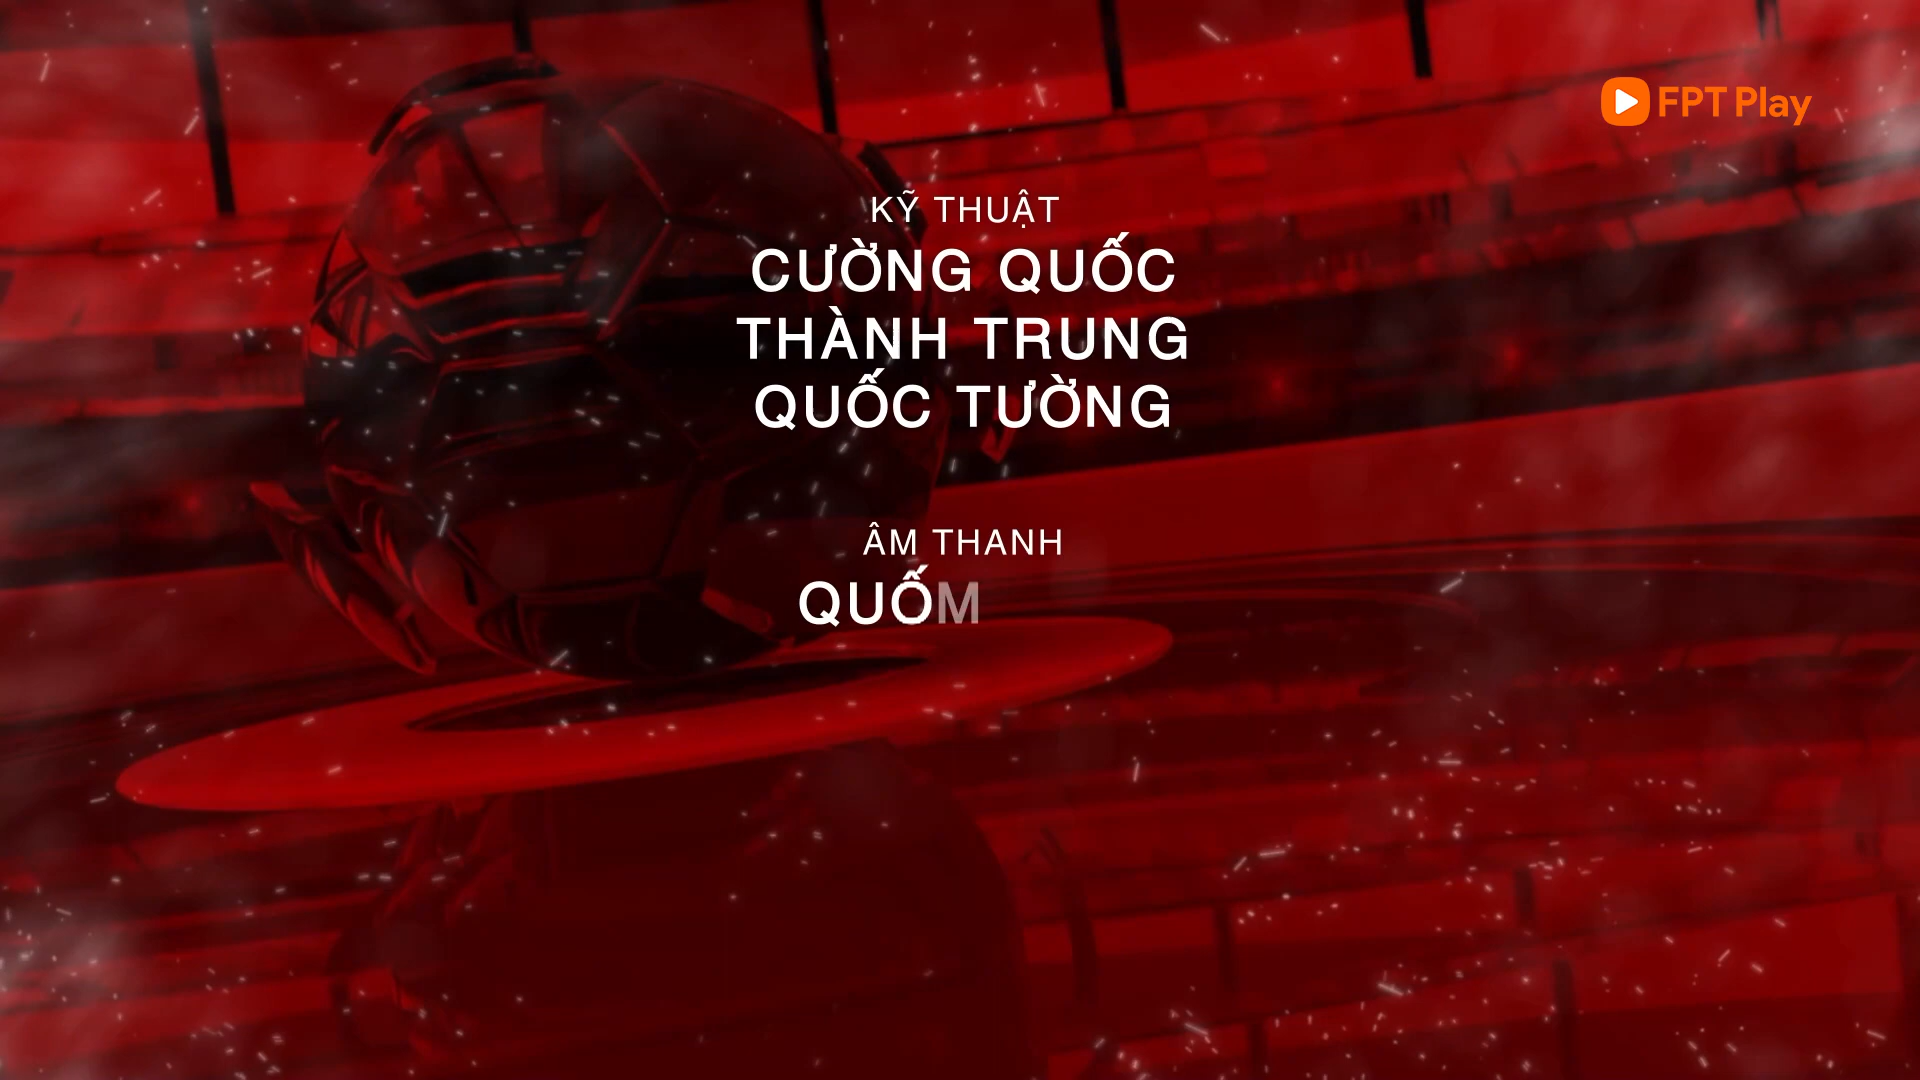 FPT Play
KỸ THUẬT
CƯỜNG QUỐC
THÀNH TRUNG
QUỐC TƯỜNG
ÂM THANH
QUỐM